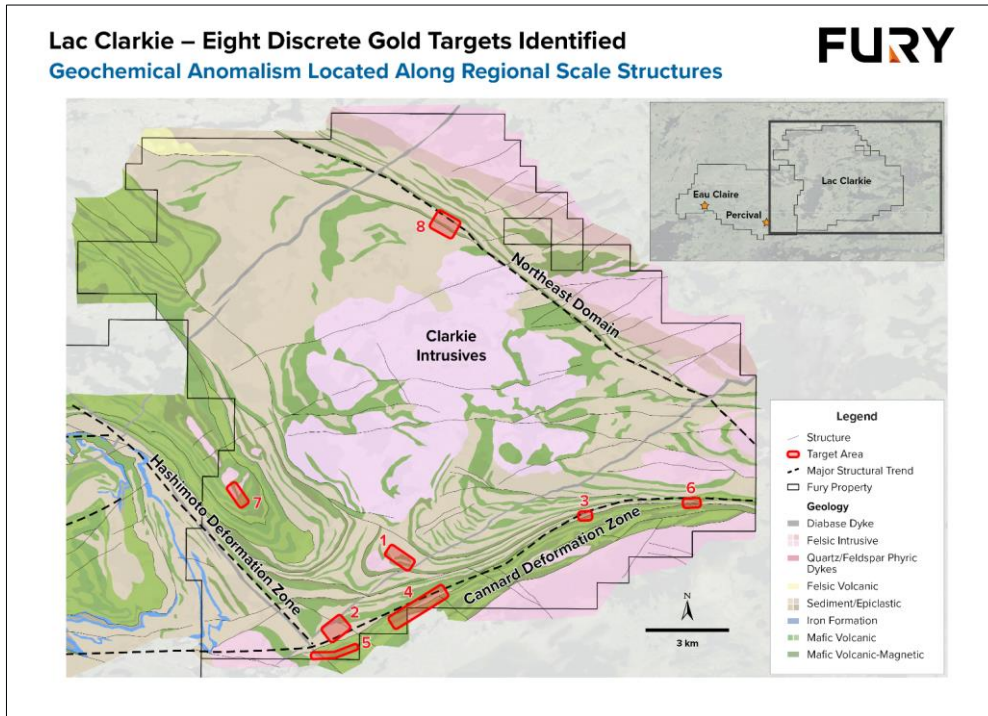 Lac Clarkie – Eight Discrete Gold Targets Identified
Geochemical Anomalism Located Along Regional Scale Structures
FURY
Eau Claire
Percival
Lac Clarkie
8
Northeast Domain
Clarkie
Intrusives
Hashimoto Deformation Zone
7
3
6
1
Cannard Deformation Zone
4
2
5
N
3 km
Legend
Structure
Target Area
Major Structural Trend
Fury Property
Geology
Diabase Dyke
Felsic Intrusive
Quartz/Feldspar Phyric
Dykes
Felsic Volcanic
Sediment/Epiclastic
Iron Formation
Mafic Volcanic
Mafic Volcanic-Magnetic